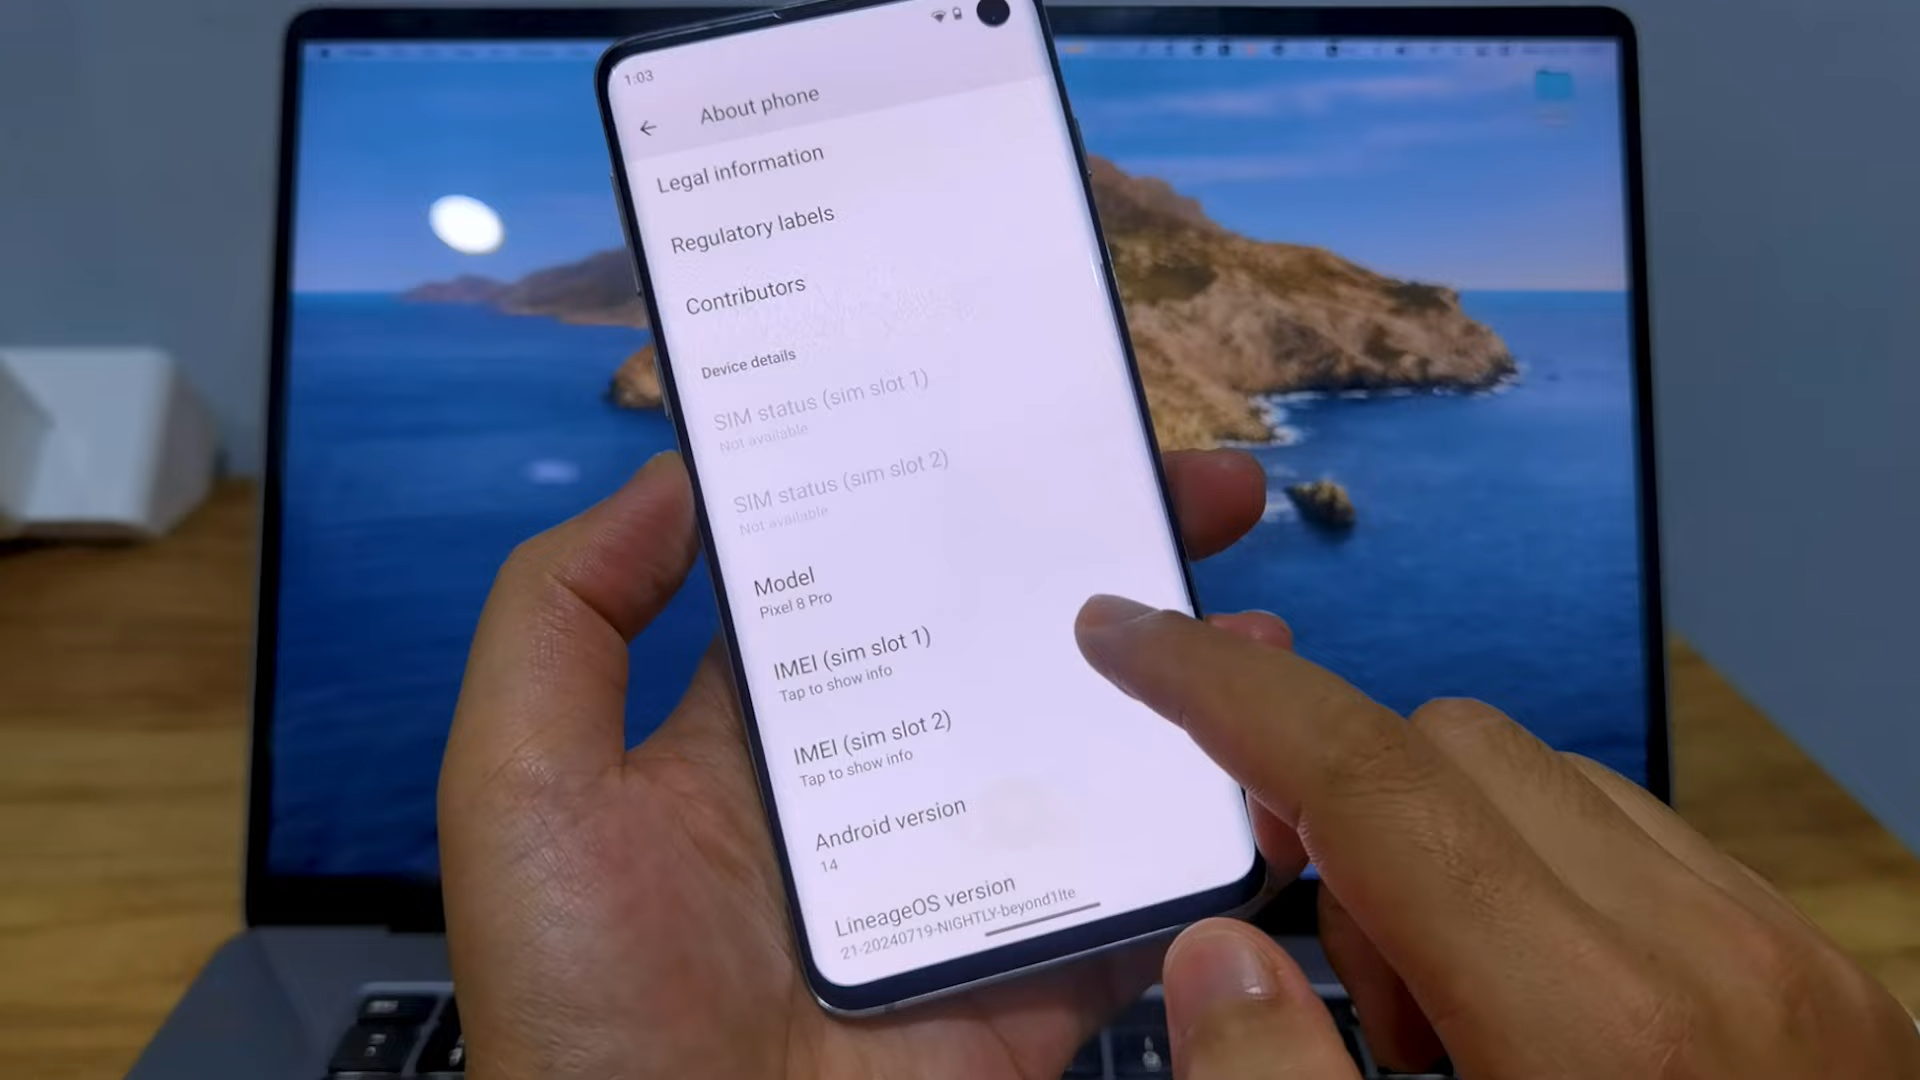 1:03
About phone
Legal information
Regulatory labels
Contributors
Device details
SIM status (sim slot 1)
Not available
SIM status (sim slot 2)
Not available
Model
Pixel 8 Pro
IMEI (sim slot 1)
Tap to show info
IMEI (sim slot 2)
Tap to show info
Android version
14
LineageOS version
21-20240719-NIGHTLY-beyond1lte